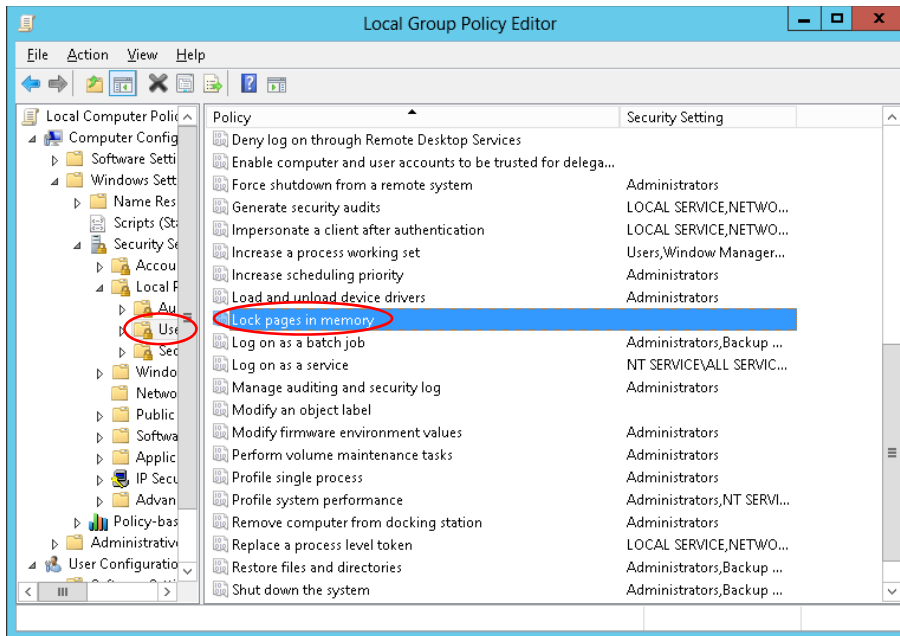 Local Group Policy Editor
x
File Action View Help
?
Local Computer Polic
Computer Config
Software Setti
Windows Sett
Name Res
Scripts (Sta
Security Se
Accou
Local P
Au
Use
Sec
Windo
Netwo
Public
Softwa
Applic
IP Secu
Advan
Policy-bas
Administrativ
User Configuratio
Policy Security Setting
Deny log on through Remote Desktop Services
Enable computer and user accounts to be trusted for delega...
Force shutdown from a remote system Administrators
Generate security audits LOCAL SERVICE,NETWO...
Impersonate a client after authentication LOCAL SERVICE,NETWO...
Increase a process working set Users,Window Manager...
Increase scheduling priority Administrators
Load and unload device drivers Administrators
Lock pages in memory
Log on as a batch job Administrators,Backup ...
Log on as a service NT SERVICE\ALL SERVIC...
Manage auditing and security log Administrators
Modify an object label
Modify firmware environment values Administrators
Perform volume maintenance tasks Administrators
Profile single process Administrators
Profile system performance Administrators,NT SERVI...
Remove computer from docking station Administrators
Replace a process level token LOCAL SERVICE,NETWO...
Restore files and directories Administrators,Backup ...
Shut down the system Administrators,Backup ...